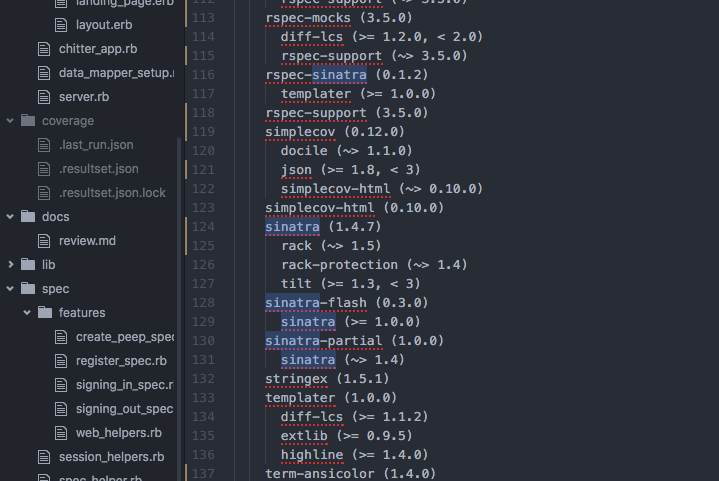 landing_page.erb
layout.erb
chitter_app.rb
data_mapper_setup.r
server.rb
coverage
.last_run.json
.resultset.json
.resultset.json.lock
docs
review.md
lib
spec
features
create_peep_spec
register_spec.rb
signing_in_spec.r
signing_out_spec
web_helpers.rb
session_helpers.rb
spec_helper.rb
112 rspec-support (~> 3.5.0)
113 rspec-mocks (3.5.0)
114 diff-lcs (>= 1.2.0, < 2.0)
115 rspec-support (~> 3.5.0)
116 rspec-sinatra (0.1.2)
117 templater (>= 1.0.0)
118 rspec-support (3.5.0)
119 simplecov (0.12.0)
120 docile (~> 1.1.0)
121 json (>= 1.8, < 3)
122 simplecov-html (~> 0.10.0)
123 simplecov-html (0.10.0)
124 sinatra (1.4.7)
125 rack (~> 1.5)
126 rack-protection (~> 1.4)
127 tilt (>= 1.3, < 3)
128 sinatra-flash (0.3.0)
129 sinatra (>= 1.0.0)
130 sinatra-partial (1.0.0)
131 sinatra (~> 1.4)
132 stringex (1.5.1)
133 templater (1.0.0)
134 diff-lcs (>= 1.1.2)
135 extlib (>= 0.9.5)
136 highline (>= 1.4.0)
137 term-ansicolor (1.4.0)